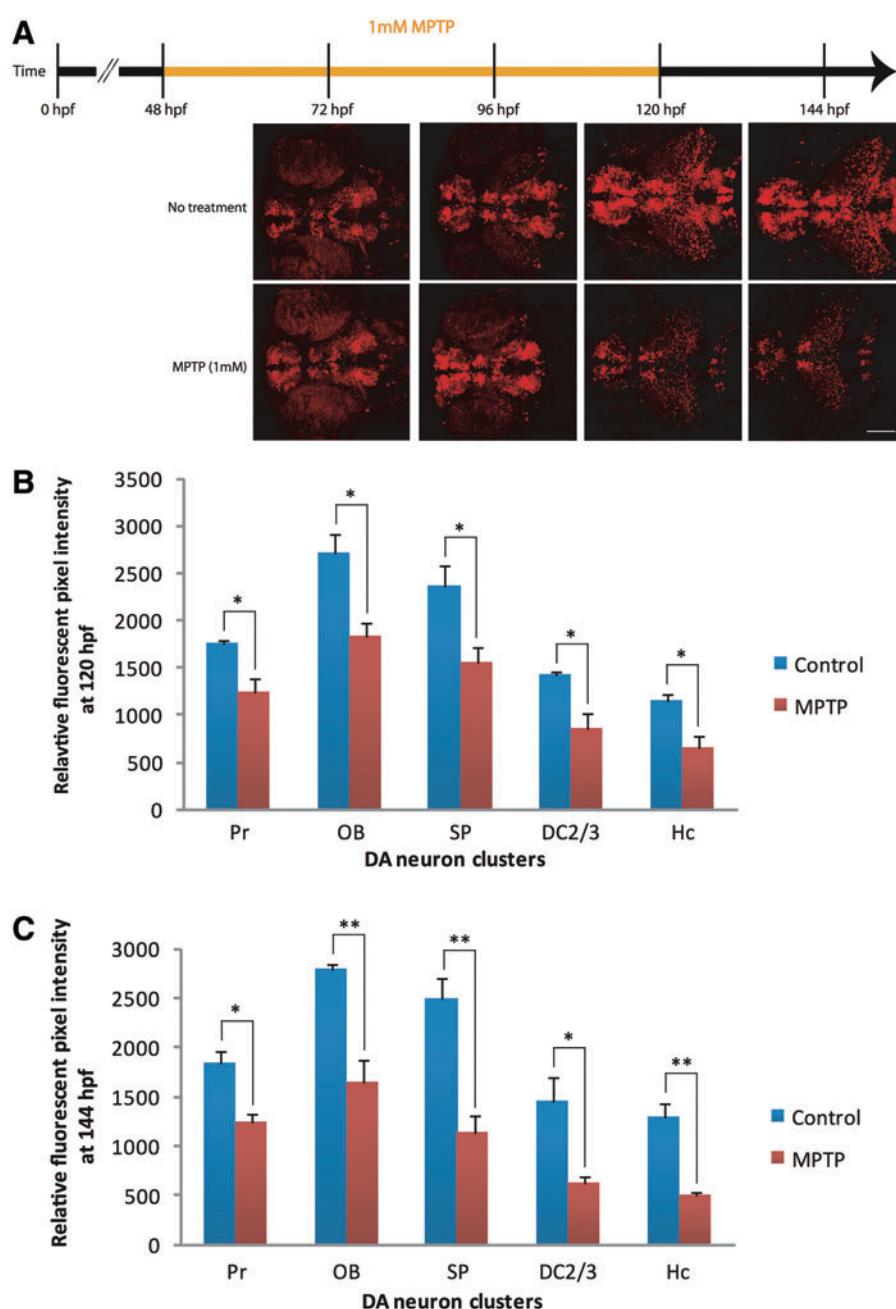 A
1mM MPTP
Time
0 hpf 48 hpf 72 hpf 96 hpf 120 hpf 144 hpf
No treatment
MPTP (1mM)
B
Relavtive fluorescent pixel intensity
at 120 hpf
3500
3000
2500
2000
1500
1000
500
0
* * * * *
Control
MPTP
Pr OB SP DC2/3 Hc
DA neuron clusters
C
Relative fluorescent pixel intensity
at 144 hpf
3000
2500
2000
1500
1000
500
0
* ** ** * **
Control
MPTP
Pr OB SP DC2/3 Hc
DA neuron clusters